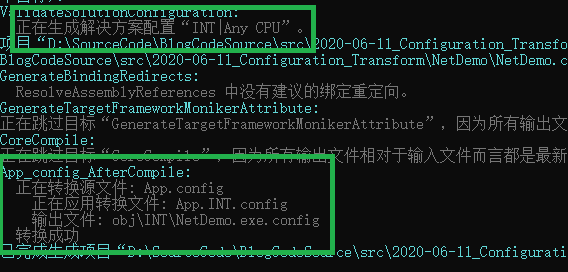 ValidateSolutionConfiguration:
正在生成解决方案配置“INT|Any CPU”。
项目“D:\SourceCode\BlogCodeSource\src\2020-06-11_Configuration_Transfo
BlogCodeSource\src\2020-06-11_Configuration_Transform\NetDemo\NetDemo.c
GenerateBindingRedirects:
ResolveAssemblyReferences 中没有建议的绑定重定向。
GenerateTargetFrameworkMonikerAttribute:
正在跳过目标“GenerateTargetFrameworkMonikerAttribute”，因为所有输出文
CoreCompile:
正在跳过目标“CoreCompile”，因为所有输出文件相对于输入文件而言都是最新
App_config_AfterCompile:
正在转换源文件: App.config
正在应用转换文件: App.INT.config
输出文件: obj\INT\NetDemo.exe.config
转换成功
已完成生成项目“D:\SourceCode\BlogCodeSource\src\2020-06-11_Configurati